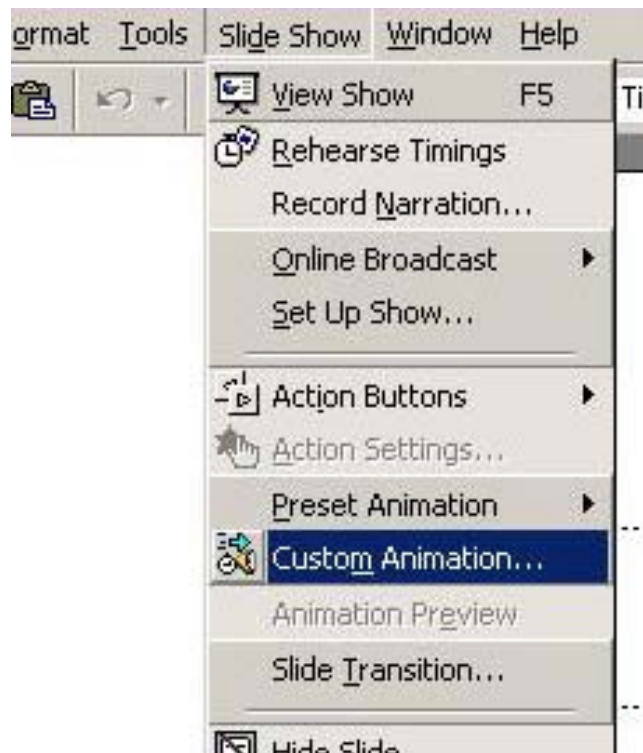 ormat Tools Slide Show Window Help
View Show F5 Ti
Rehearse Timings
Record Narration...
Online Broadcast
Set Up Show...
Action Buttons
Action Settings...
Preset Animation
Custom Animation...
Animation Preview
Slide Transition...
Hide Slide